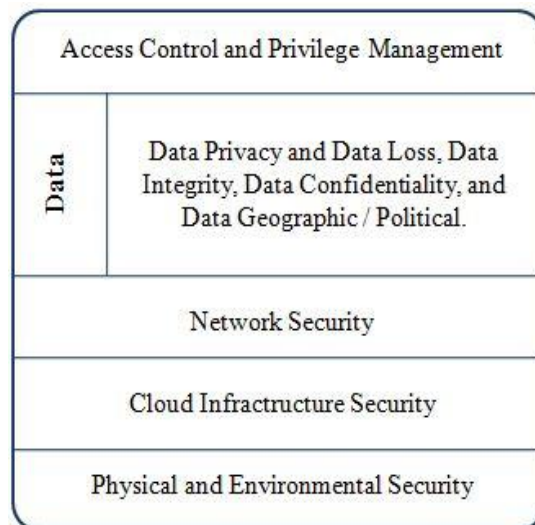 Access Control and Privilege Management
Data
Data Privacy and Data Loss, Data
Integrity, Data Confidentiality, and
Data Geographic / Political.
Network Security
Cloud Infractructure Security
Physical and Environmental Security